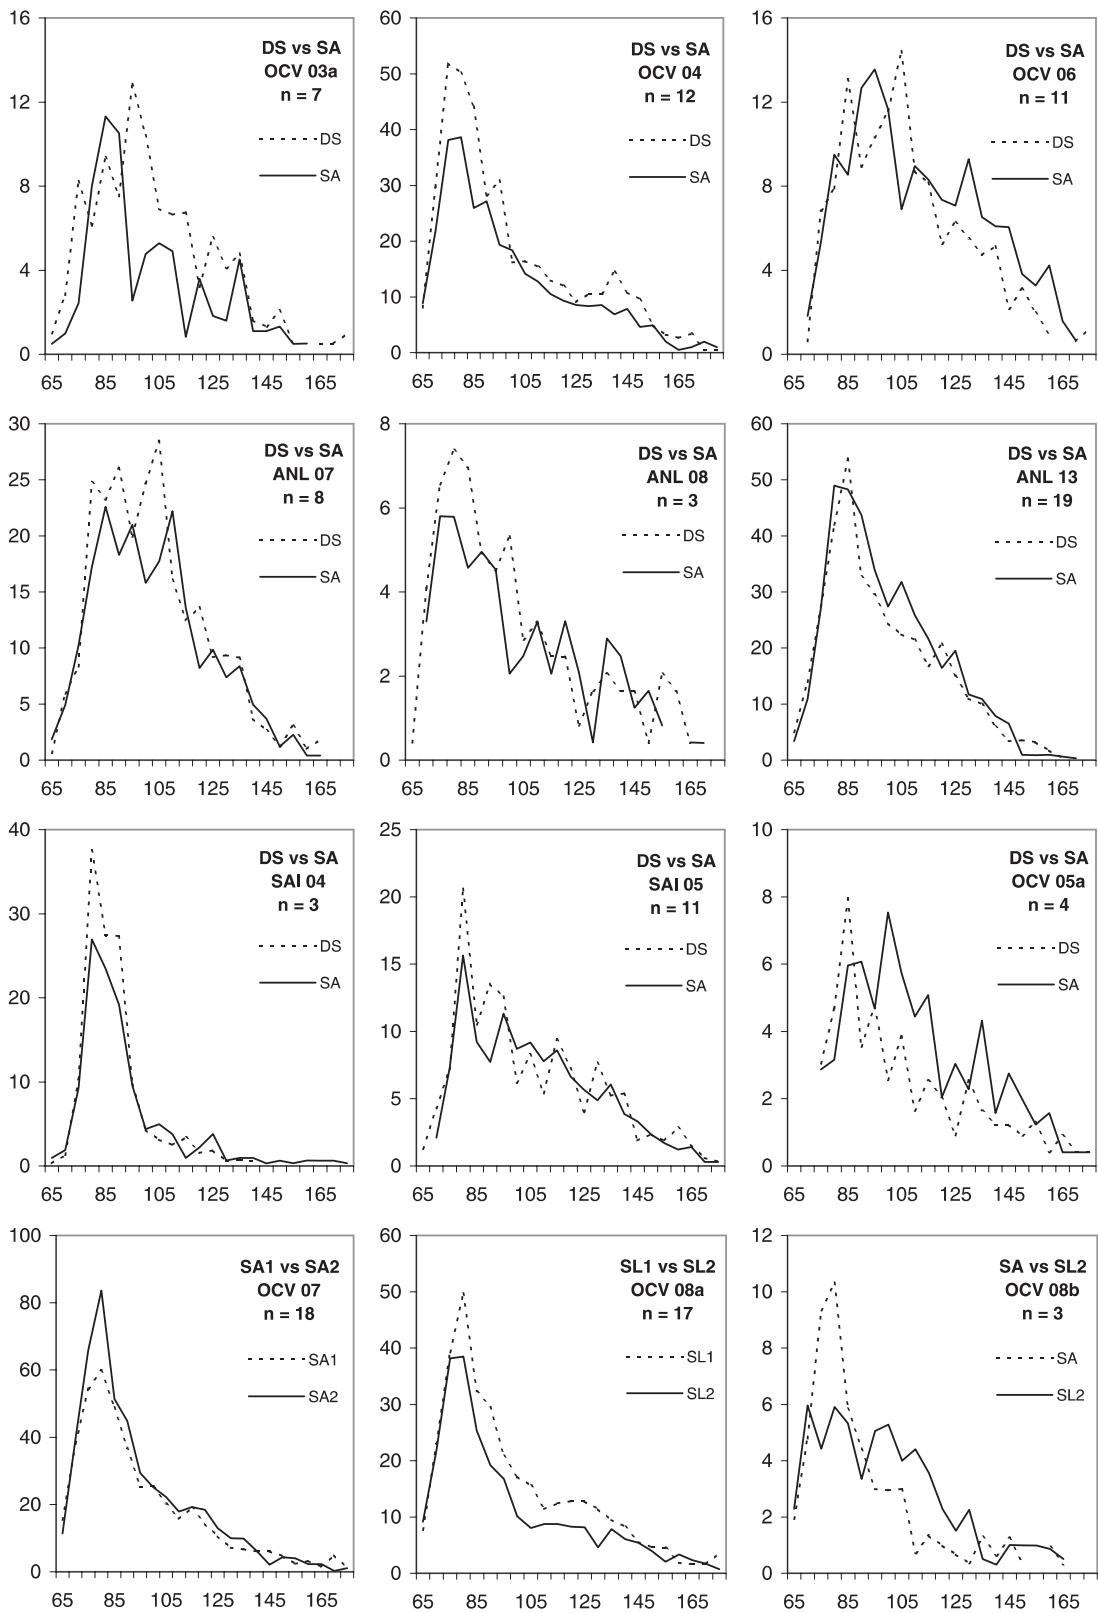 DS vs SA
OCV 03a
n = 7
DS
SA
16
12
8
4
0
65 85 105 125 145 165
DS vs SA
OCV 04
n = 12
DS
SA
60
50
40
30
20
10
0
65 85 105 125 145 165
DS vs SA
OCV 06
n = 11
DS
SA
16
12
8
4
0
65 85 105 125 145 165
DS vs SA
ANL 07
n = 8
DS
SA
30
25
20
15
10
5
0
65 85 105 125 145 165
DS vs SA
ANL 08
n = 3
DS
SA
8
6
4
2
0
65 85 105 125 145 165
DS vs SA
ANL 13
n = 19
DS
SA
60
50
40
30
20
10
0
65 85 105 125 145 165
DS vs SA
SAI 04
n = 3
DS
SA
40
30
20
10
0
65 85 105 125 145 165
DS vs SA
SAI 05
n = 11
DS
SA
25
20
15
10
5
0
65 85 105 125 145 165
DS vs SA
OCV 05a
n = 4
DS
SA
10
8
6
4
2
0
65 85 105 125 145 165
SA1 vs SA2
OCV 07
n = 18
SA1
SA2
100
80
60
40
20
0
65 85 105 125 145 165
SL1 vs SL2
OCV 08a
n = 17
SL1
SL2
60
50
40
30
20
10
0
65 85 105 125 145 165
SA vs SL2
OCV 08b
n = 3
SA
SL2
12
10
8
6
4
2
0
65 85 105 125 145 165